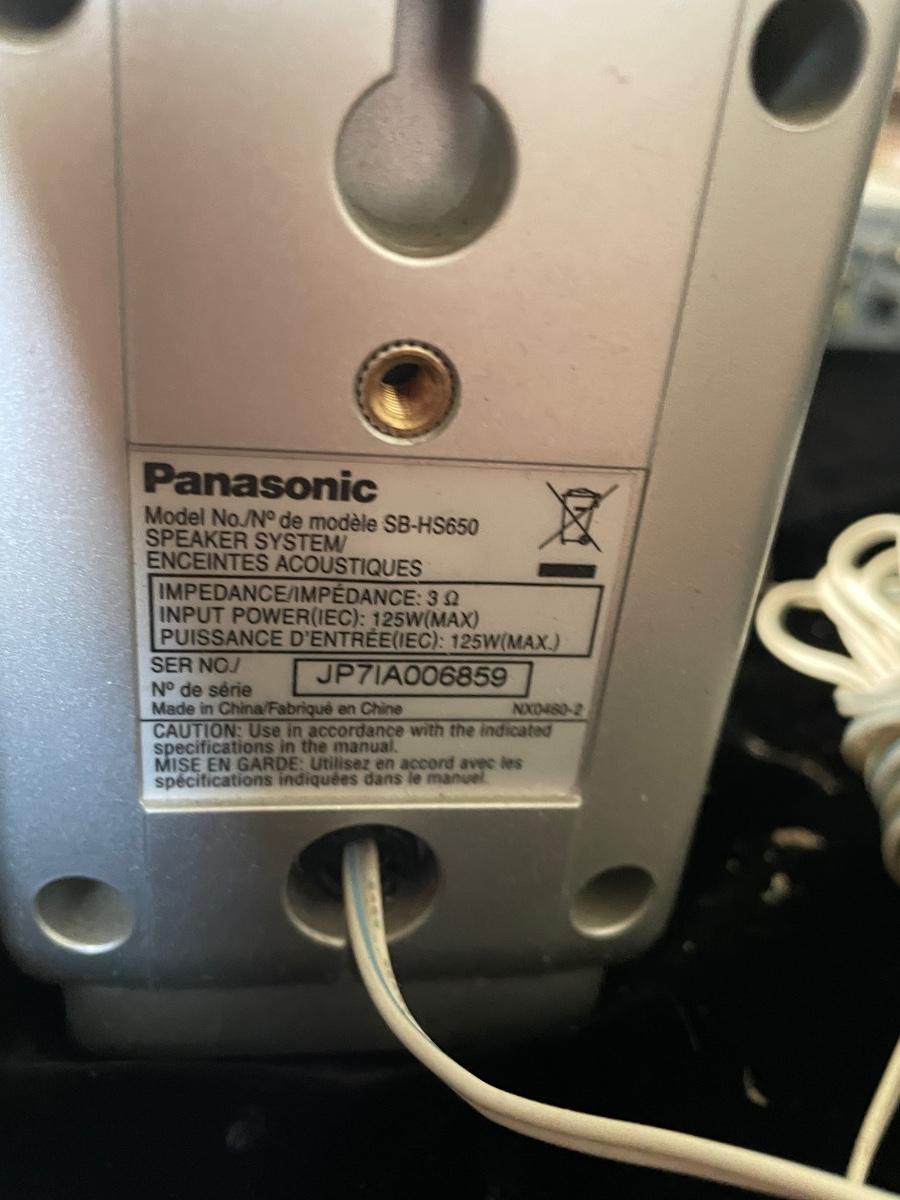 Panasonic
Model No./Nº de modèle SB-HS650
SPEAKER SYSTEM/
ENCEINTES ACOUSTIQUES
IMPEDANCE/IMPÉDANCE: 3 Ω
INPUT POWER(IEC): 125W(MAX)
PUISSANCE D'ENTRÉE(IEC): 125W(MAX.)
SER NO./
Nº de série
JP7IA006859
Made in China/Fabriqué en Chine NX0460-2
CAUTION: Use in accordance with the indicated
specifications in the manual.
MISE EN GARDE: Utilisez en accord avec les
spécifications indiquées dans le manuel.